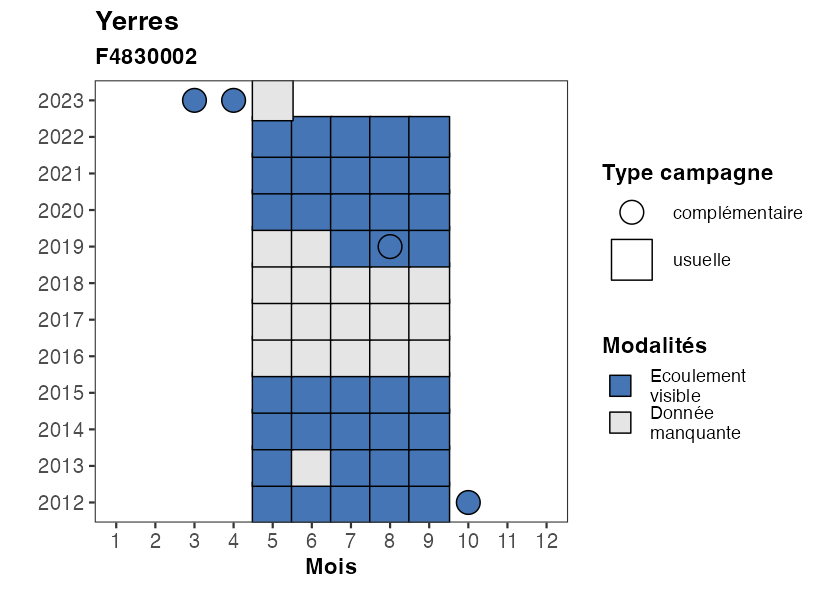 Yerres
F4830002
2023
2022
2021
2020
2019
2018
2017
2016
2015
2014
2013
2012
1 2 3 4 5 6 7 8 9 10 11 12
Mois
Type campagne
complémentaire
usuelle
Modalités
Ecoulement
visible
Donnée
manquante